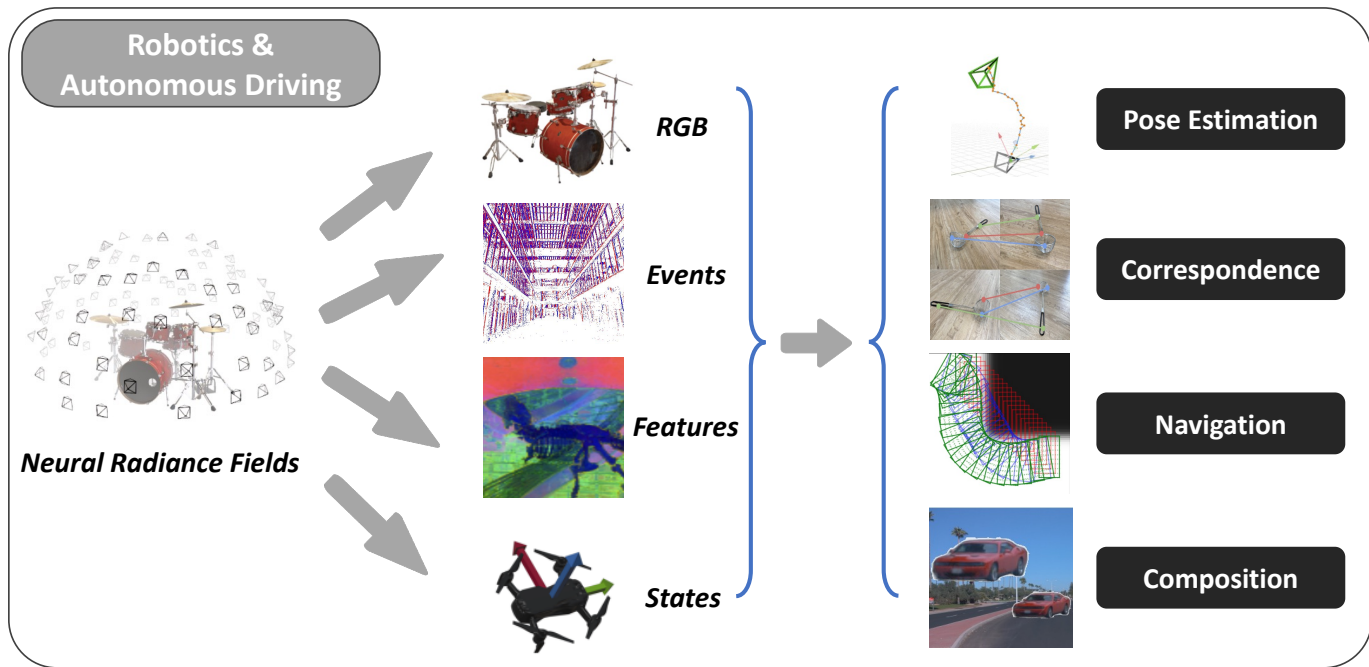 Robotics &
Autonomous Driving
RGB
Events
Features
States
Neural Radiance Fields
Pose Estimation
Correspondence
Navigation
Composition